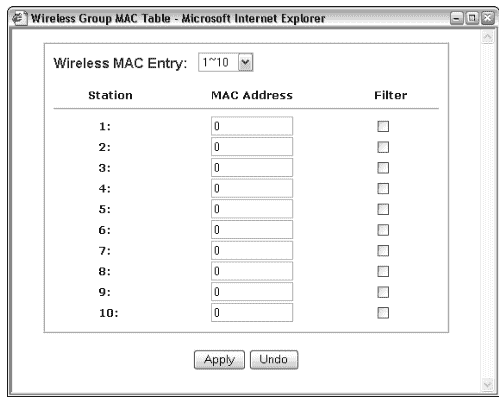 Wireless Group MAC Table - Microsoft Internet Explorer
Wireless MAC Entry: 1~10
Station MAC Address Filter
1: 0
2: 0
3: 0
4: 0
5: 0
6: 0
7: 0
8: 0
9: 0
10: 0
Apply Undo